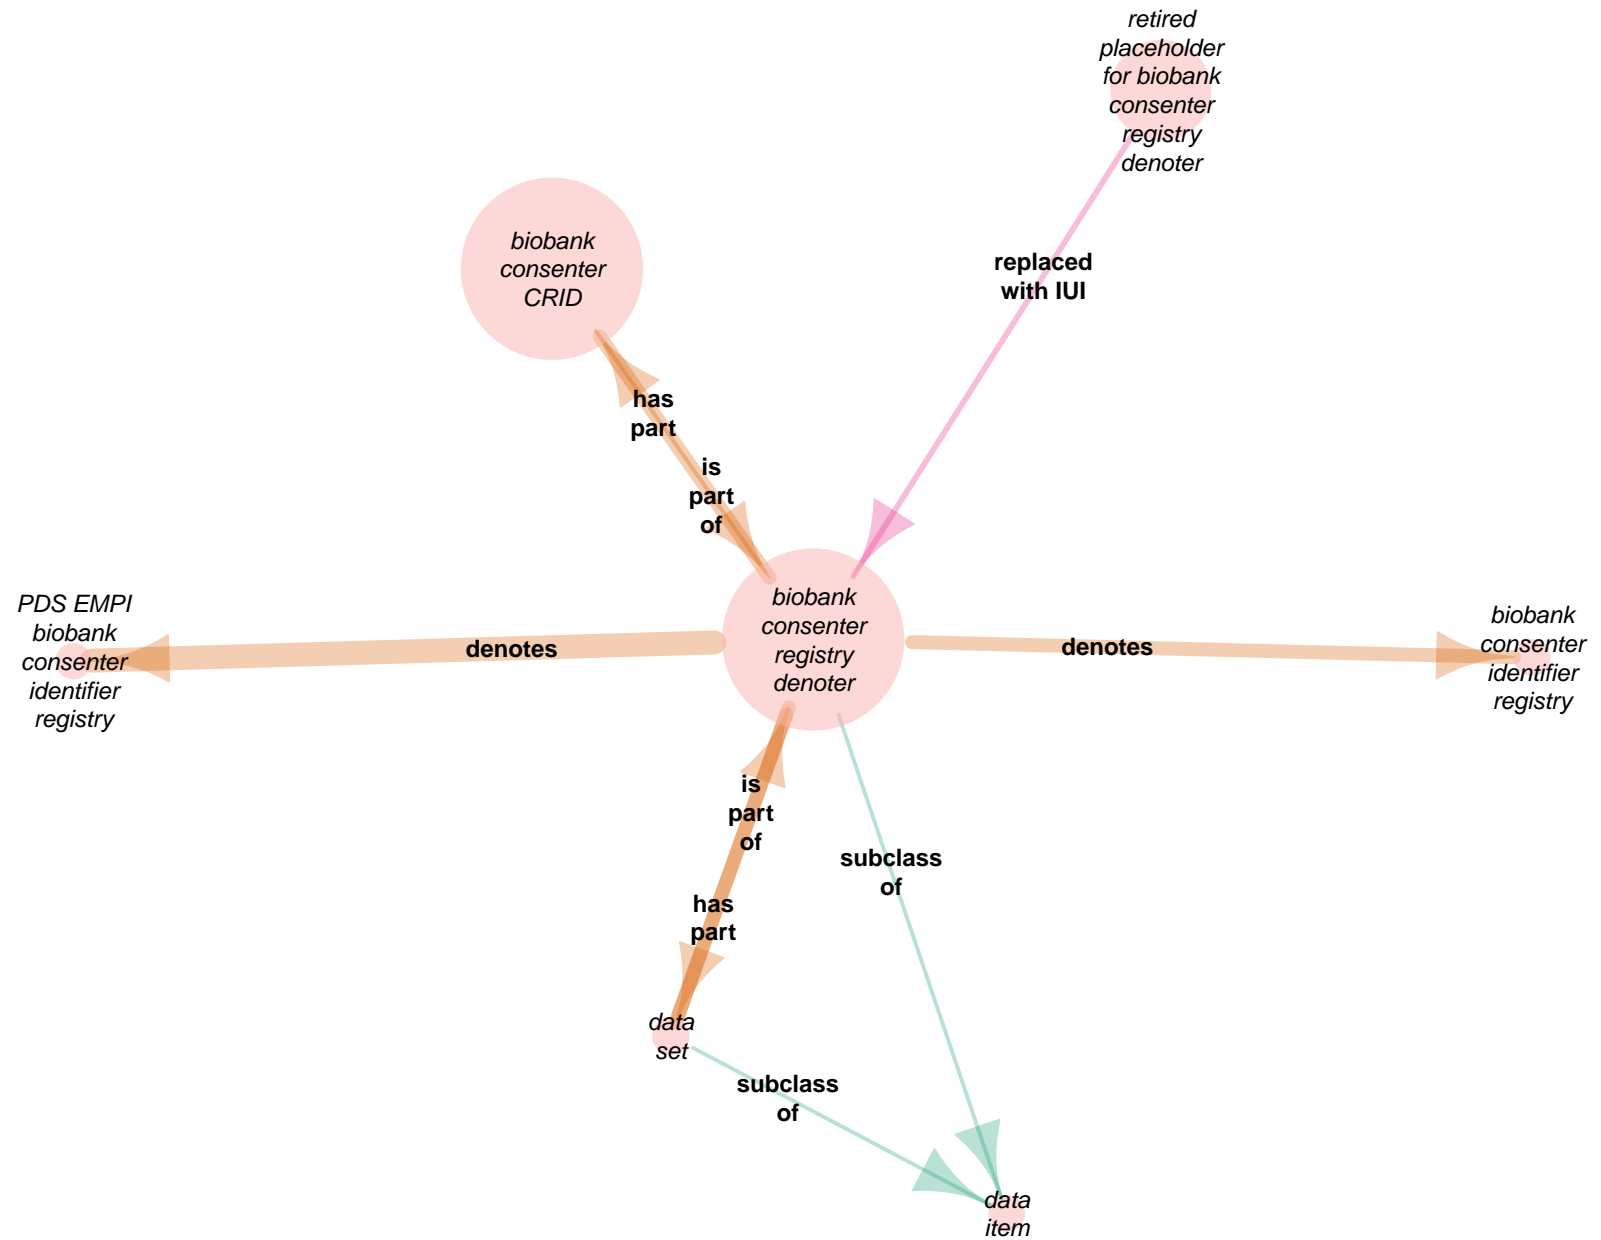 retired
placeholder
for biobank
consenter
registry
denoter
biobank
consenter
CRID
replaced
with IUI
has
part
is
part
of
PDS EMPI
biobank
consenter
identifier
registry
denotes
biobank
consenter
registry
denoter
denotes
biobank
consenter
identifier
registry
is
part
of
subclass
of
has
part
data
set
subclass
of
data
item